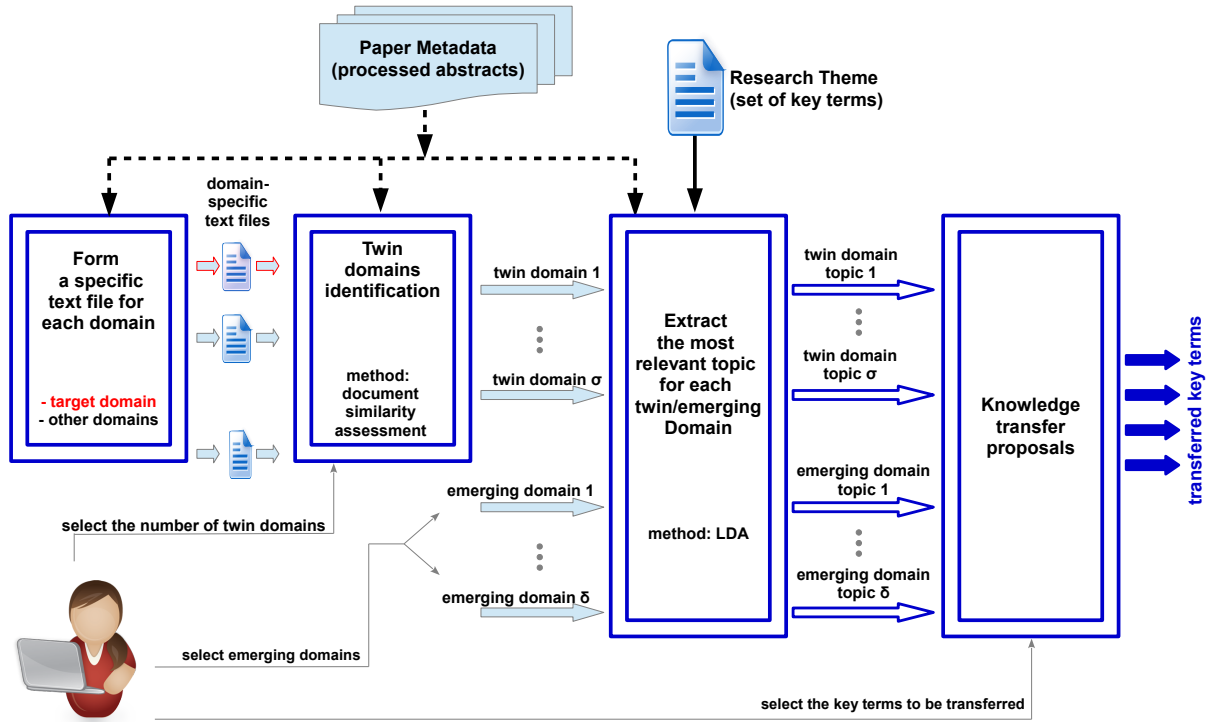 Paper Metadata
(processed abstracts)
Research Theme
(set of key terms)
domain-
specific
text files
Form
a specific
text file for
each domain
- target domain
- other domains
Twin
domains
identification
method:
document
similarity
assessment
twin domain 1
twin domain σ
emerging domain 1
emerging domain δ
Extract
the most
relevant topic
for each
twin/emerging
Domain
method: LDA
twin domain
topic 1
twin domain
topic σ
emerging domain
topic 1
emerging domain
topic δ
Knowledge
transfer
proposals
transferred key terms
select the number of twin domains
select emerging domains
select the key terms to be transferred